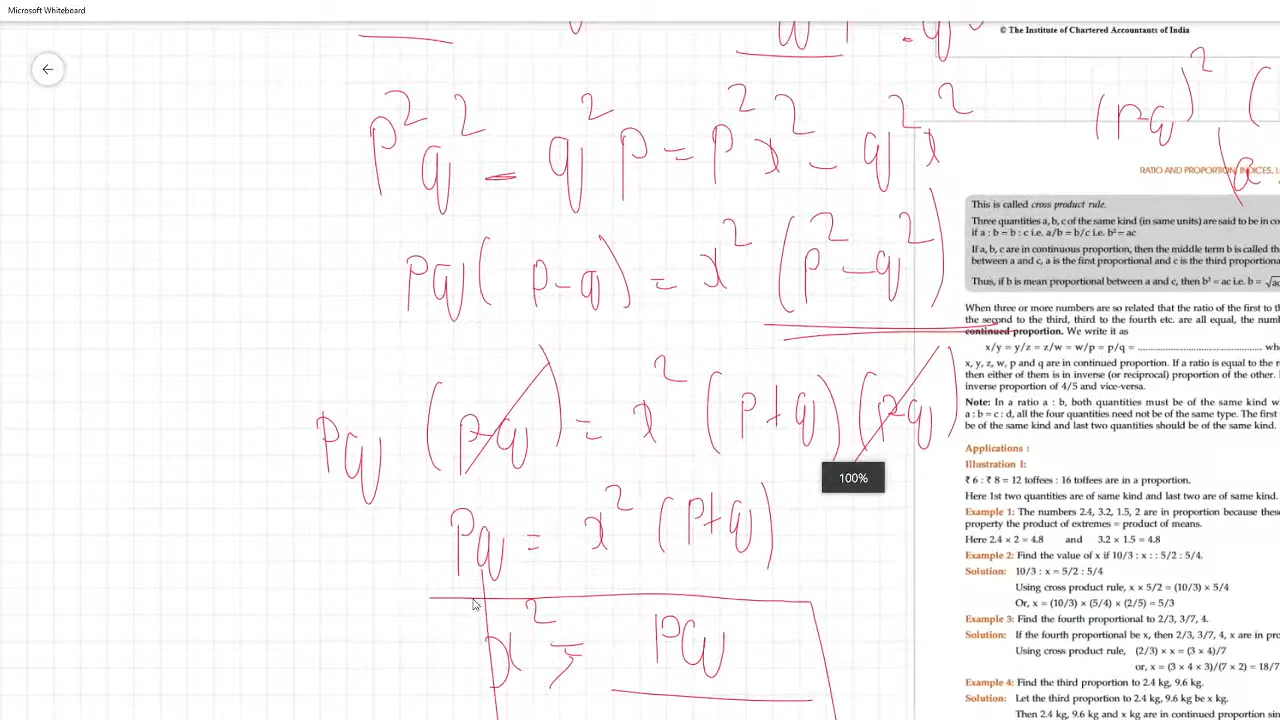 Microsoft Whiteboard
© The Institute of Chartered Accountants of India
(p-q)² (
p²q² - q²p = p²x² - q²x²
pq(p-q) = x²(p²-q²)
pq (p-q) = x² (p+q)(p-q)
100%
pq = x² (p+q)
x² = pq
RATIO AND PROPORTION, INDICES, L
This is called cross product rule.
Three quantities a, b, c of the same kind (in same units) are said to be in co
if a : b = b : c i.e. a/b = b/c i.e. b² = ac
If a, b, c are in continuous proportion, then the middle term b is called the
between a and c, a is the first proportional and c is the third proportiona
Thus, if b is mean proportional between a and c, then b² = ac i.e. b = √ac
When three or more numbers are so related that the ratio of the first to th
the second to the third, third to the fourth etc. are all equal, the numb
continued proportion. We write it as
x/y = y/z = z/w = w/p = p/q = ............................................... whe
x, y, z, w, p and q are in continued proportion. If a ratio is equal to the re
then either of them is in inverse (or reciprocal) proportion of the other.
inverse proportion of 4/5 and vice-versa.
Note: In a ratio a : b, both quantities must be of the same kind w
a : b = c : d, all the four quantities need not be of the same type. The first
be of the same kind and last two quantities should be of the same kind.
Applications :
Illustration I:
₹ 6 : ₹ 8 = 12 toffees : 16 toffees are in a proportion.
Here 1st two quantities are of same kind and last two are of same kind.
Example 1: The numbers 2.4, 3.2, 1.5, 2 are in proportion because these
property the product of extremes = product of means.
Here 2.4 × 2 = 4.8 and 3.2 × 1.5 = 4.8
Example 2: Find the value of x if 10/3 : x : : 5/2 : 5/4.
Solution: 10/3 : x = 5/2 : 5/4
Using cross product rule, x × 5/2 = (10/3) × 5/4
Or, x = (10/3) × (5/4) × (2/5) = 5/3
Example 3: Find the fourth proportional to 2/3, 3/7, 4.
Solution: If the fourth proportional be x, then 2/3, 3/7, 4, x are in pro
Using cross product rule, (2/3) × x = (3 × 4)/7
or, x = (3 × 4 × 3)/(7 × 2) = 18/7
Example 4: Find the third proportion to 2.4 kg, 9.6 kg.
Solution: Let the third proportion to 2.4 kg, 9.6 kg be x kg.
Then 2.4 kg, 9.6 kg and x kg are in continued proportion sin